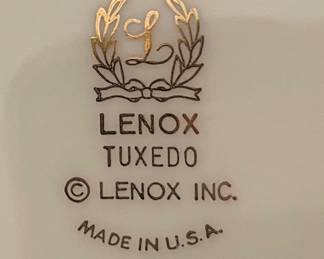 L
LENOX
TUXEDO
© LENOX INC.
MADE IN U.S.A.